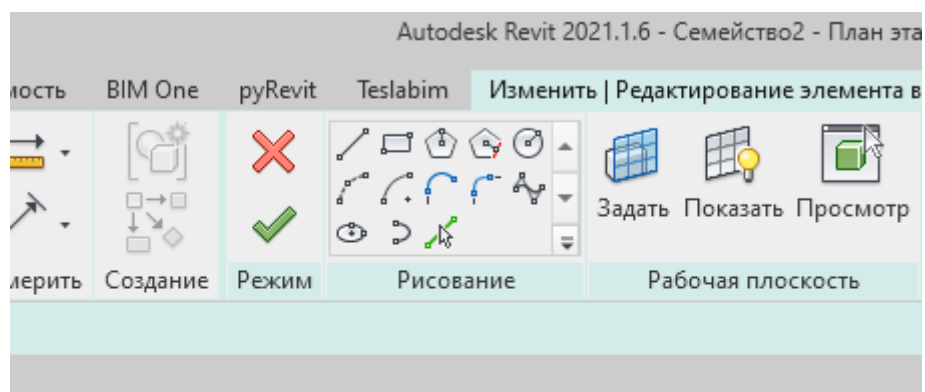 Autodesk Revit 2021.1.6 - Семейство2 - План эта
мость BIM One pyRevit Teslabim Изменить | Редактирование элемента в
Задать Показать Просмотр
мерить Создание Режим Рисование Рабочая плоскость